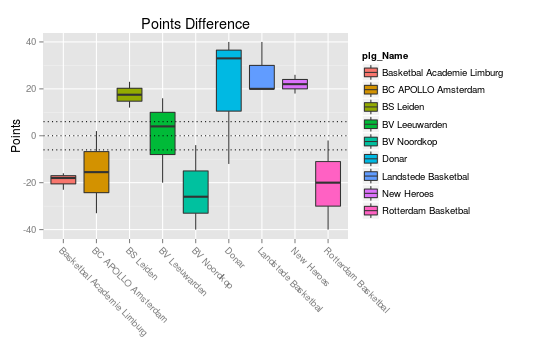 Points Difference
Points
40
20
0
-20
-40
Basketbal Academie Limburg
BC APOLLO Amsterdam
BS Leiden
BV Leeuwarden
BV Noordkop
Donar
Landstede Basketbal
New Heroes
Rotterdam Basketbal
plg_Name
Basketbal Academie Limburg
BC APOLLO Amsterdam
BS Leiden
BV Leeuwarden
BV Noordkop
Donar
Landstede Basketbal
New Heroes
Rotterdam Basketbal